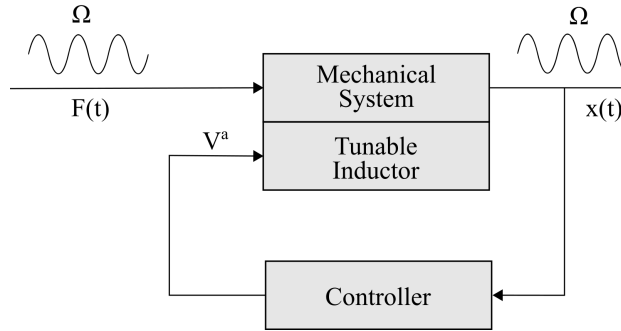 Ω
Ω
Mechanical
System
F(t)
x(t)
Vᵃ
Tunable
Inductor
Controller